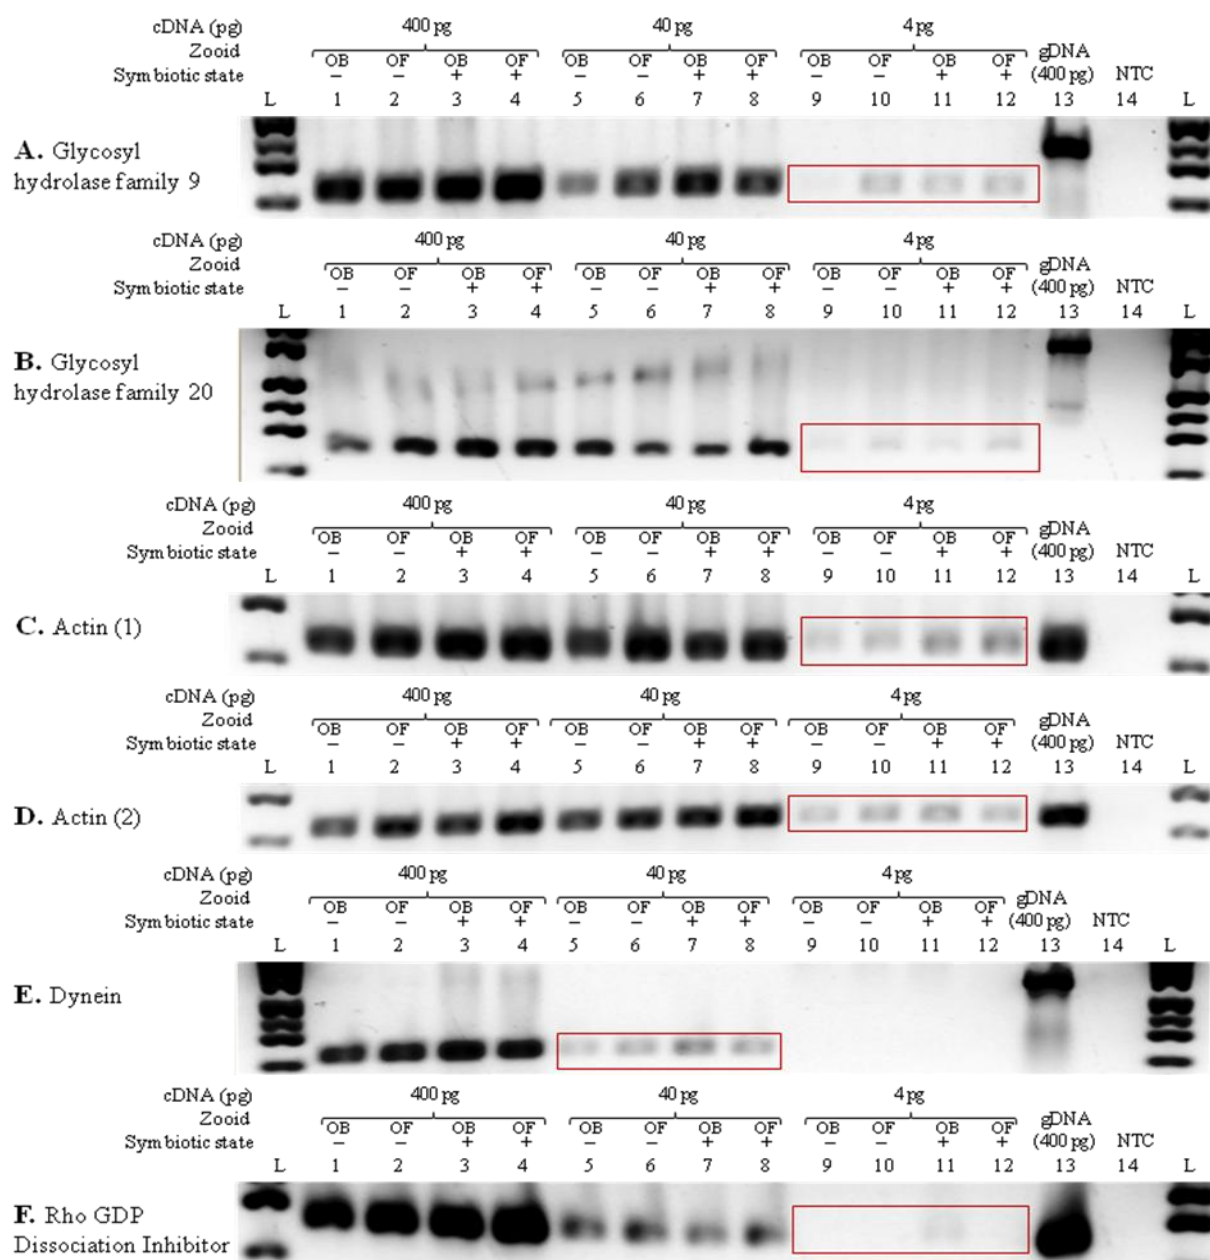 cDNA (pg) 400 pg 40 pg 4 pg
Zooid OB OF OB OF OB OF OB OF OB OF OB OF gDNA
Symbiotic state – – + + – – + + – – + + (400 pg) NTC
L 1 2 3 4 5 6 7 8 9 10 11 12 13 14 L
A. Glycosyl
hydrolase family 9
cDNA (pg) 400 pg 40 pg 4 pg
Zooid OB OF OB OF OB OF OB OF OB OF OB OF gDNA
Symbiotic state – – + + – – + + – – + + (400 pg) NTC
L 1 2 3 4 5 6 7 8 9 10 11 12 13 14 L
B. Glycosyl
hydrolase family 20
cDNA (pg) 400 pg 40 pg 4 pg
Zooid OB OF OB OF OB OF OB OF OB OF OB OF gDNA
Symbiotic state – – + + – – + + – – + + (400 pg) NTC
L 1 2 3 4 5 6 7 8 9 10 11 12 13 14 L
C. Actin (1)
cDNA (pg) 400 pg 40 pg 4 pg
Zooid OB OF OB OF OB OF OB OF OB OF OB OF gDNA
Symbiotic state – – + + – – + + – – + + (400 pg) NTC
L 1 2 3 4 5 6 7 8 9 10 11 12 13 14 L
D. Actin (2)
cDNA (pg) 400 pg 40 pg 4 pg
Zooid OB OF OB OF OB OF OB OF OB OF OB OF gDNA
Symbiotic state – – + + – – + + – – + + (400 pg) NTC
L 1 2 3 4 5 6 7 8 9 10 11 12 13 14 L
E. Dynein
cDNA (pg) 400 pg 40 pg 4 pg
Zooid OB OF OB OF OB OF OB OF OB OF OB OF gDNA
Symbiotic state – – + + – – + + – – + + (400 pg) NTC
L 1 2 3 4 5 6 7 8 9 10 11 12 13 14 L
F. Rho GDP
Dissociation Inhibitor